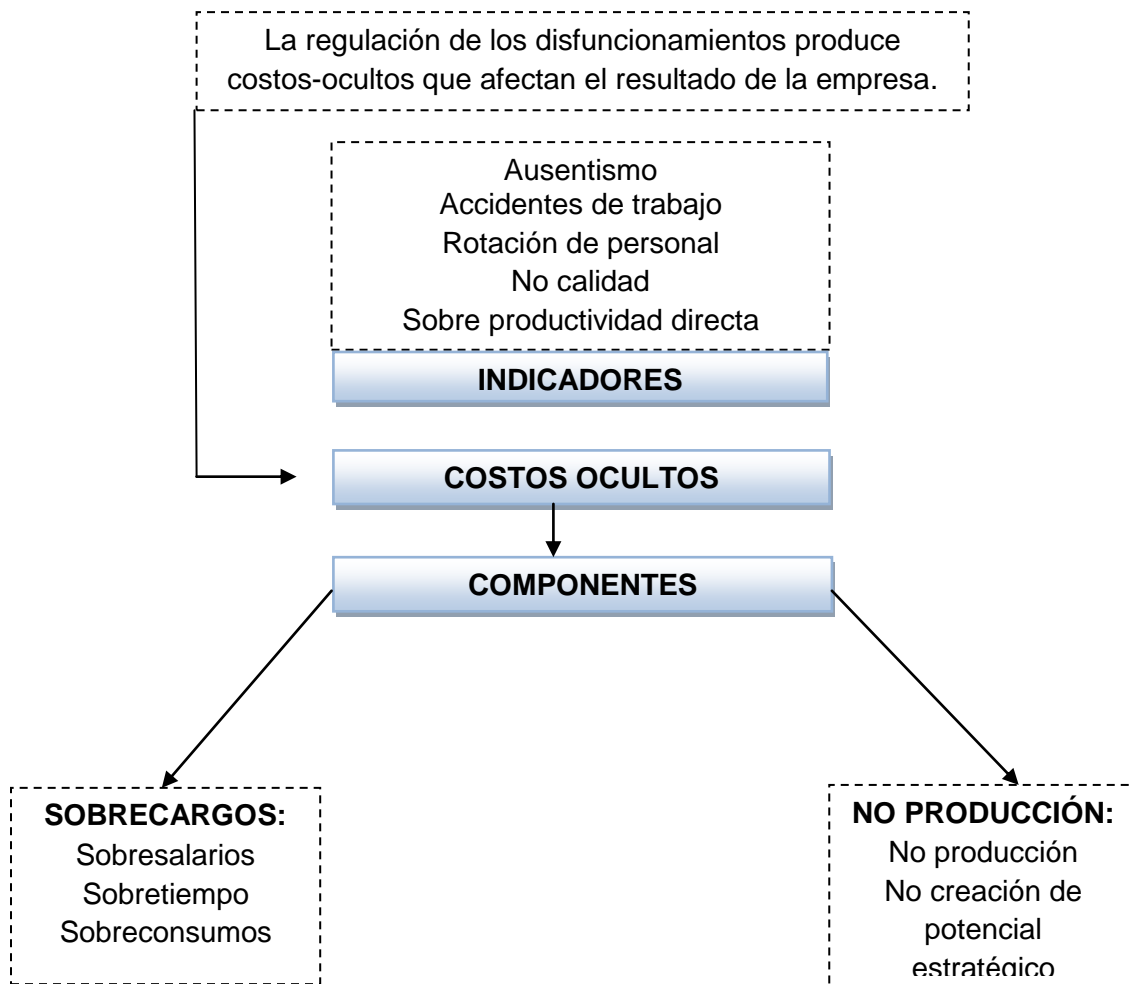 La regulación de los disfuncionamientos produce
costos-ocultos que afectan el resultado de la empresa.
Ausentismo
Accidentes de trabajo
Rotación de personal
No calidad
Sobre productividad directa
INDICADORES
COSTOS OCULTOS
COMPONENTES
SOBRECARGOS:
Sobresalarios
Sobretiempo
Sobreconsumos
NO PRODUCCIÓN:
No producción
No creación de
potencial
estratégico